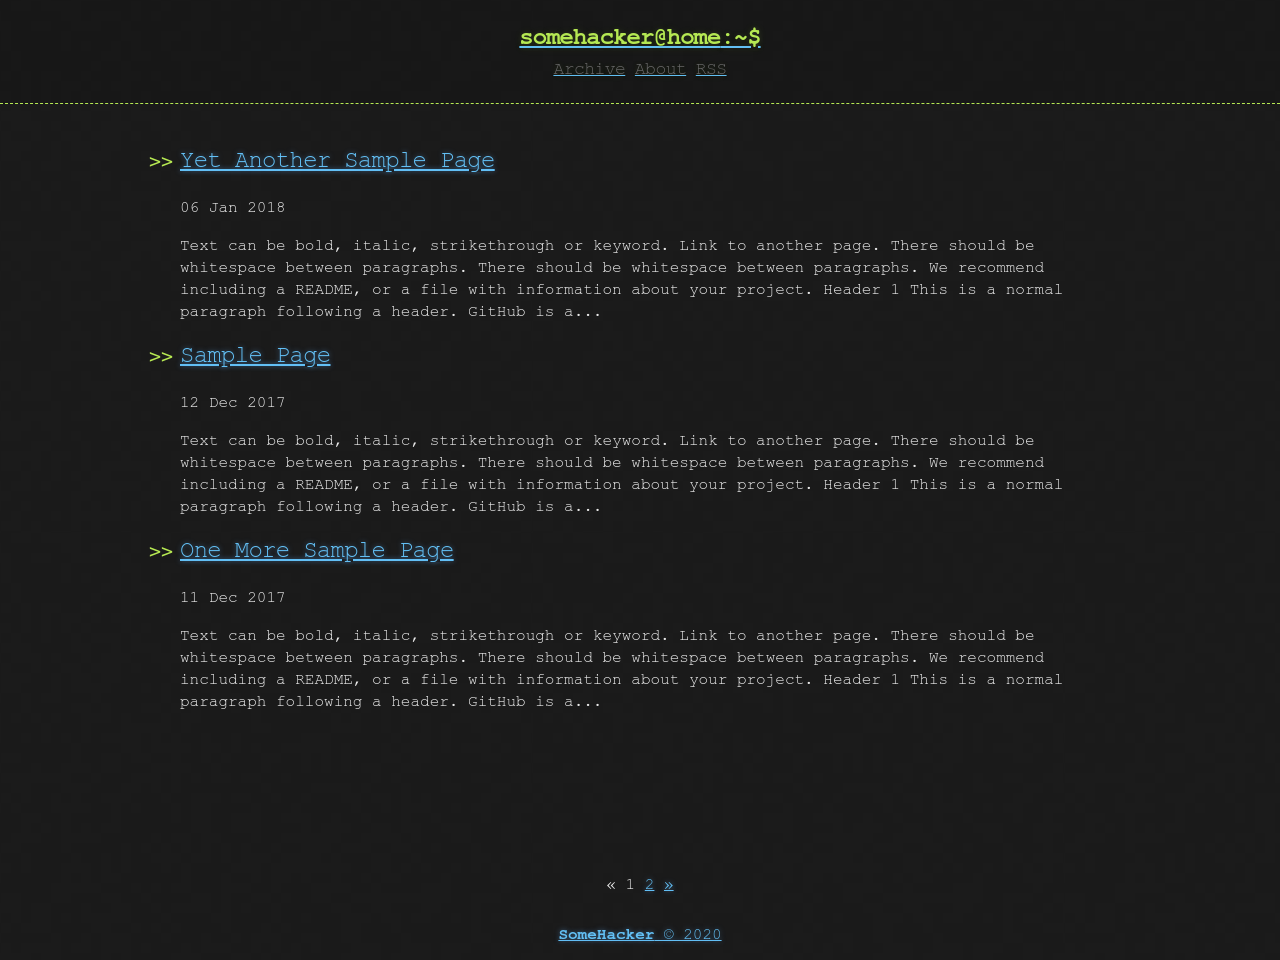 somehacker@home:~$
Archive About RSS
>> Yet Another Sample Page
06 Jan 2018
Text can be bold, italic, strikethrough or keyword. Link to another page. There should be
whitespace between paragraphs. There should be whitespace between paragraphs. We recommend
including a README, or a file with information about your project. Header 1 This is a normal
paragraph following a header. GitHub is a...
>> Sample Page
12 Dec 2017
Text can be bold, italic, strikethrough or keyword. Link to another page. There should be
whitespace between paragraphs. There should be whitespace between paragraphs. We recommend
including a README, or a file with information about your project. Header 1 This is a normal
paragraph following a header. GitHub is a...
>> One More Sample Page
11 Dec 2017
Text can be bold, italic, strikethrough or keyword. Link to another page. There should be
whitespace between paragraphs. There should be whitespace between paragraphs. We recommend
including a README, or a file with information about your project. Header 1 This is a normal
paragraph following a header. GitHub is a...
« 1 2 »
SomeHacker © 2020